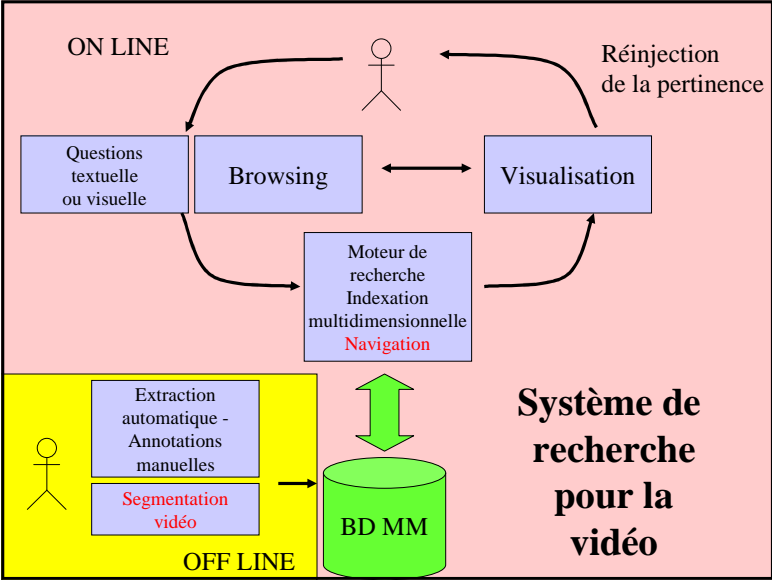 ON LINE
Réinjection
de la pertinence
Questions
textuelle
ou visuelle
Browsing
Visualisation
Moteur de
recherche
Indexation
multidimensionnelle
Navigation
Extraction
automatique -
Annotations
manuelles
Segmentation
vidéo
OFF LINE
BD MM
Système de
recherche
pour la
vidéo